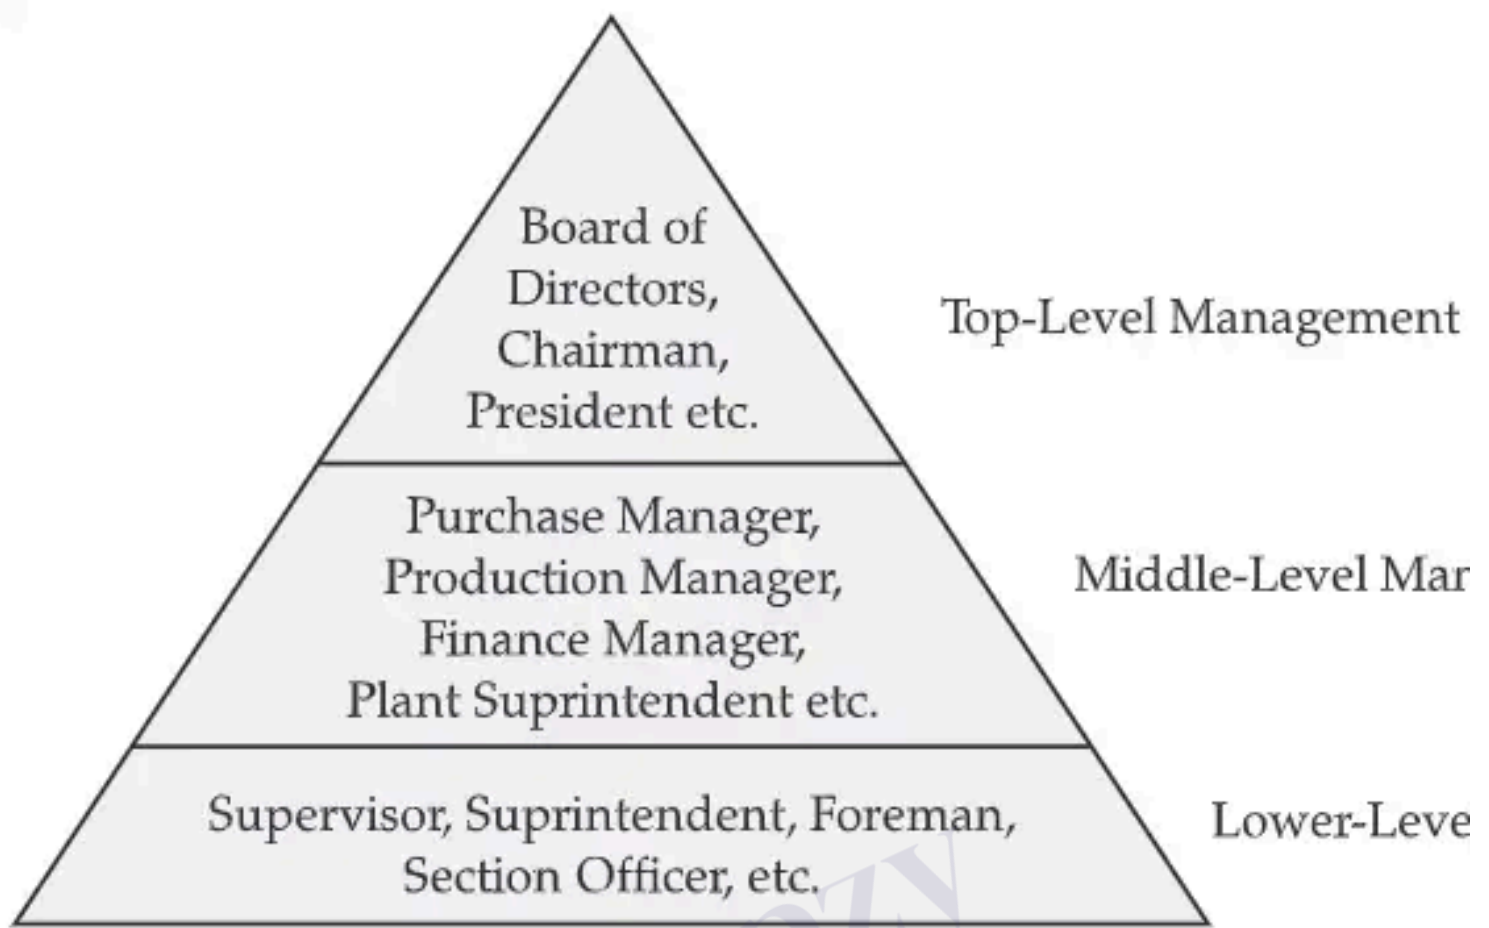 Board of
Directors,
Chairman,
President etc.
Top-Level Management
Purchase Manager,
Production Manager,
Finance Manager,
Plant Suprintendent etc.
Middle-Level Mar
Supervisor, Suprintendent, Foreman,
Section Officer, etc.
Lower-Leve